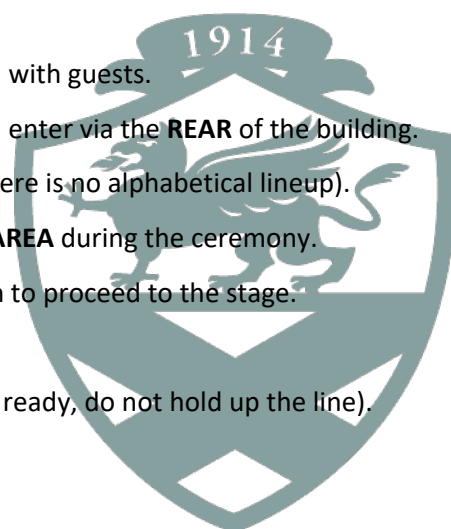 1914
with guests.
enter via the REAR of the building.
ere is no alphabetical lineup).
AREA during the ceremony.
to proceed to the stage.
ready, do not hold up the line).